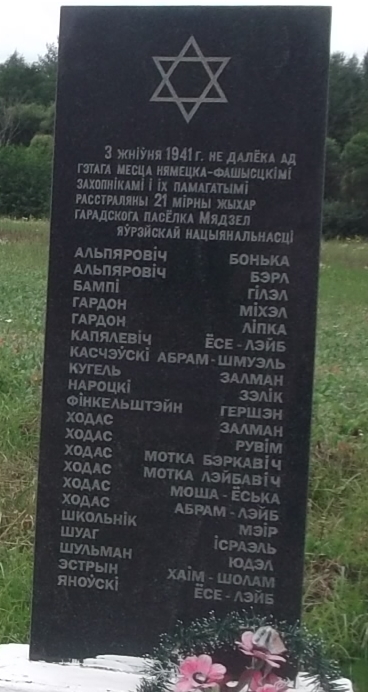 3 жніўня 1941 г. не далёка ад
гэтага месца нямецка-фашысцкімі
захопнікамі і іх памагатымі
расстраляны 21 мірны жыхар
гарадскога пасёлка Мядзел
яўрэйскай нацыянальнасці
АЛЬПЯРОВІЧ БОНЬКА
АЛЬПЯРОВІЧ БЭРЛ
БАМПІ ГІЛЭЛ
ГАРДОН МІХЭЛ
ГАРДОН ЛІПКА
КАПЯЛЕВІЧ ЁСЕ-ЛЭЙБ
КАСЧЭЎСКІ АБРАМ-ШМУЭЛЬ
КУГЕЛЬ ЗАЛМАН
НАРОЦКІ ЗЭЛІК
ФІНКЕЛЬШТЭЙН ГЕРШЭН
ХОДАС ЗАЛМАН
ХОДАС РУВІМ
ХОДАС МОТКА БЭРКАВІЧ
ХОДАС МОТКА ЛЭЙБАВІЧ
ХОДАС МОША-ЁСЬКА
ХОДАС АБРАМ-ЛЭЙБ
ШКОЛЬНІК МЭІР
ШУАГ ІСРАЭЛЬ
ШУЛЬМАН ЮДЭЛ
ЭСТРЫН ХАІМ-ШОЛАМ
ЯНОЎСКІ ЁСЕ-ЛЭЙБ